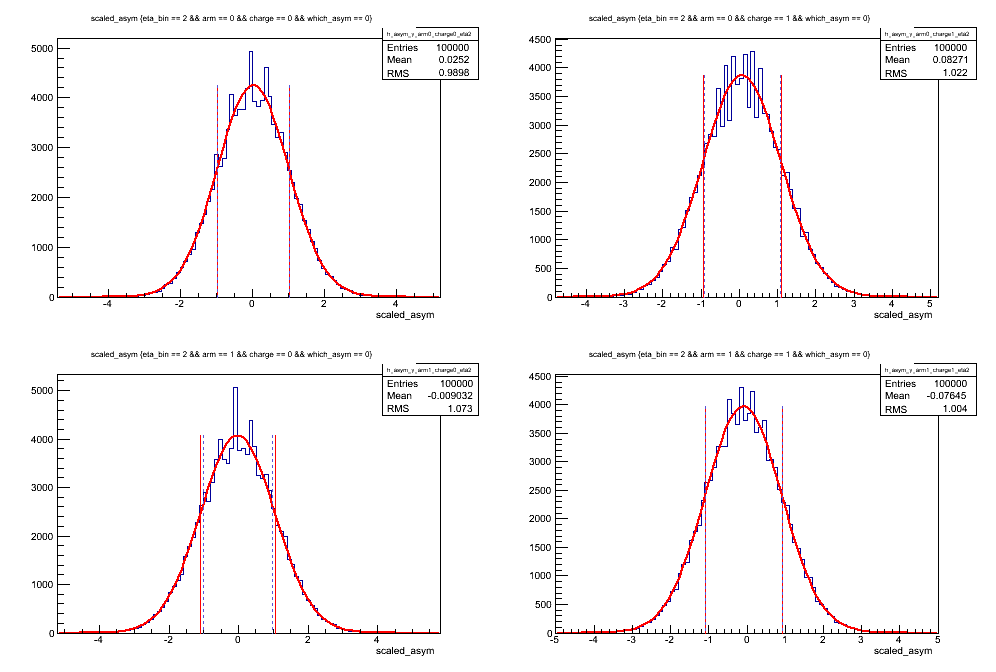 scaled_asym {eta_bin == 2 && arm == 0 && charge == 0 && which_asym == 0}
h_asym_y_arm0_charge0_eta2
Entries 100000
Mean 0.0252
RMS 0.9898
5000
4000
3000
2000
1000
0
-4 -2 0 2 4
scaled_asym
scaled_asym {eta_bin == 2 && arm == 0 && charge == 1 && which_asym == 0}
h_asym_y_arm0_charge1_eta2
Entries 100000
Mean 0.08271
RMS 1.022
4500
4000
3500
3000
2500
2000
1500
1000
500
0
-4 -3 -2 -1 0 1 2 3 4 5
scaled_asym
scaled_asym {eta_bin == 2 && arm == 1 && charge == 0 && which_asym == 0}
h_asym_y_arm1_charge0_eta2
Entries 100000
Mean -0.009032
RMS 1.073
5000
4000
3000
2000
1000
0
-4 -2 0 2 4
scaled_asym
scaled_asym {eta_bin == 2 && arm == 1 && charge == 1 && which_asym == 0}
h_asym_y_arm1_charge1_eta2
Entries 100000
Mean -0.07645
RMS 1.004
4500
4000
3500
3000
2500
2000
1500
1000
500
0
-5 -4 -3 -2 -1 0 1 2 3 4 5
scaled_asym